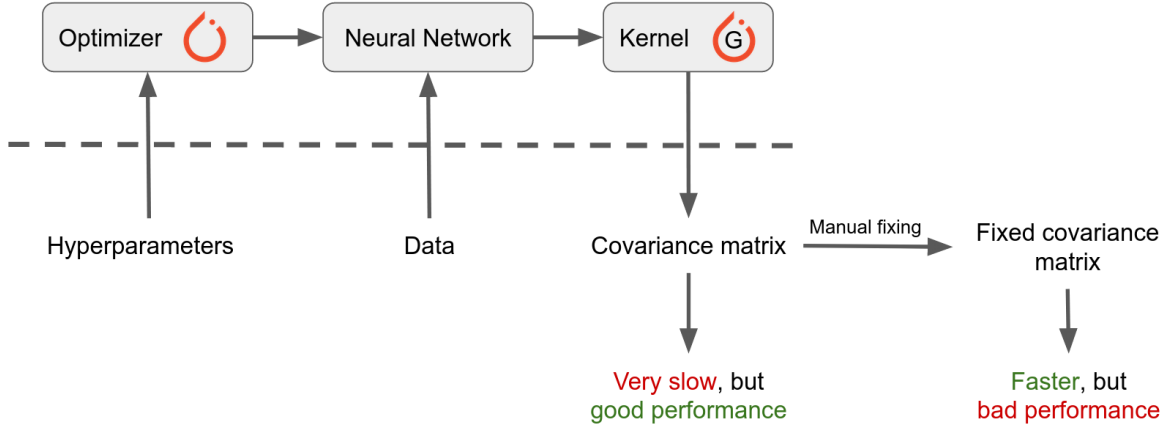 Optimizer
Neural Network
Kernel
G
Hyperparameters
Data
Covariance matrix
Manual fixing
Fixed covariance
matrix
Very slow, but
good performance
Faster, but
bad performance